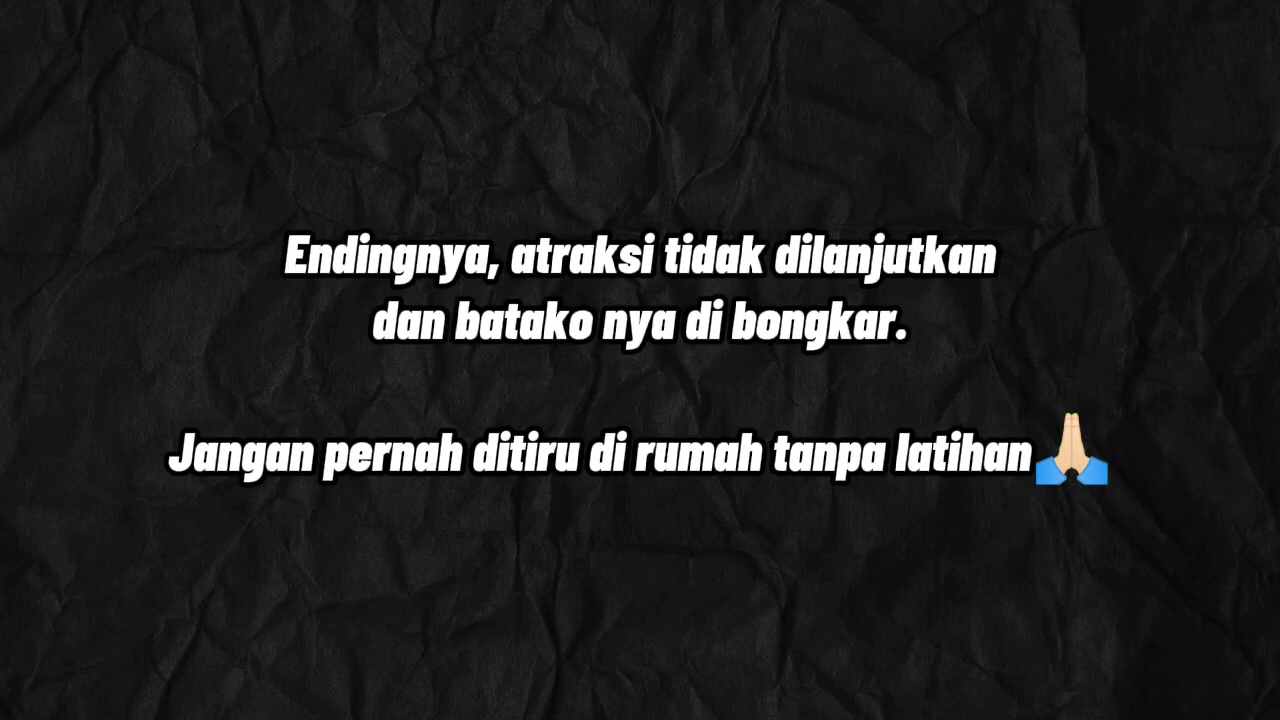 Endingnya, atraksi tidak dilanjutkan
dan batako nya di bongkar.
Jangan pernah ditiru di rumah tanpa latihan🙏🏼